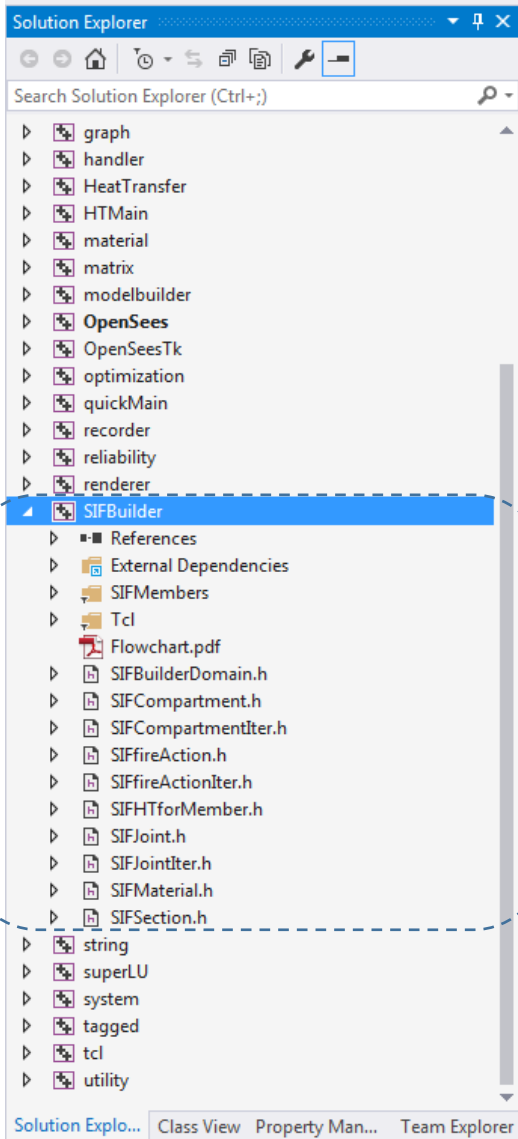 Solution Explorer
Search Solution Explorer (Ctrl+;)
graph
handler
HeatTransfer
HTMain
material
matrix
modelbuilder
OpenSees
OpenSeesTk
optimization
quickMain
recorder
reliability
renderer
SIFBuilder
References
External Dependencies
SIFMembers
Tcl
Flowchart.pdf
SIFBuilderDomain.h
SIFCompartment.h
SIFCompartmentIter.h
SIFfireAction.h
SIFfireActionIter.h
SIFHTforMember.h
SIFJoint.h
SIFJointIter.h
SIFMaterial.h
SIFSection.h
string
superLU
system
tagged
tcl
utility
Solution Explo... Class View Property Man... Team Explorer